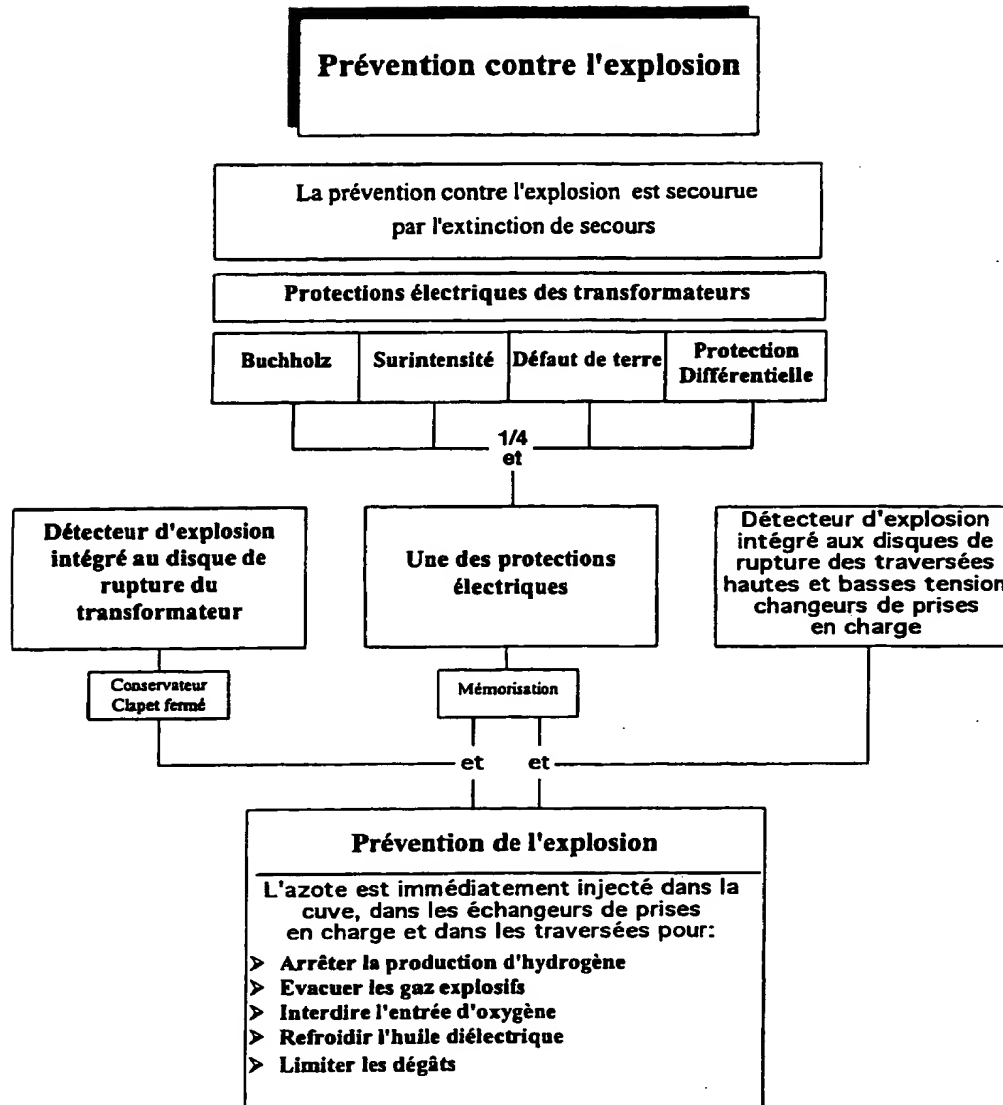 Prévention contre l'explosion
La prévention contre l'explosion est secourue
par l'extinction de secours
Protections électriques des transformateurs
Buchholz
Surintensité
Défaut de terre
Protection
Différentielle
1/4
et
Détecteur d'explosion
intégré au disque de
rupture du
transformateur
Une des protections
électriques
Détecteur d'explosion
intégré aux disques de
rupture des traversées
hautes et basses tension
changeurs de prises
en charge
Conservateur
Clapet fermé
Mémorisation
et et
Prévention de l'explosion
L'azote est immédiatement injecté dans la
cuve, dans les échangeurs de prises
en charge et dans les traversées pour:
➢ Arrêter la production d'hydrogène
➢ Evacuer les gaz explosifs
➢ Interdire l'entrée d'oxygène
➢ Refroidir l'huile diélectrique
➢ Limiter les dégâts